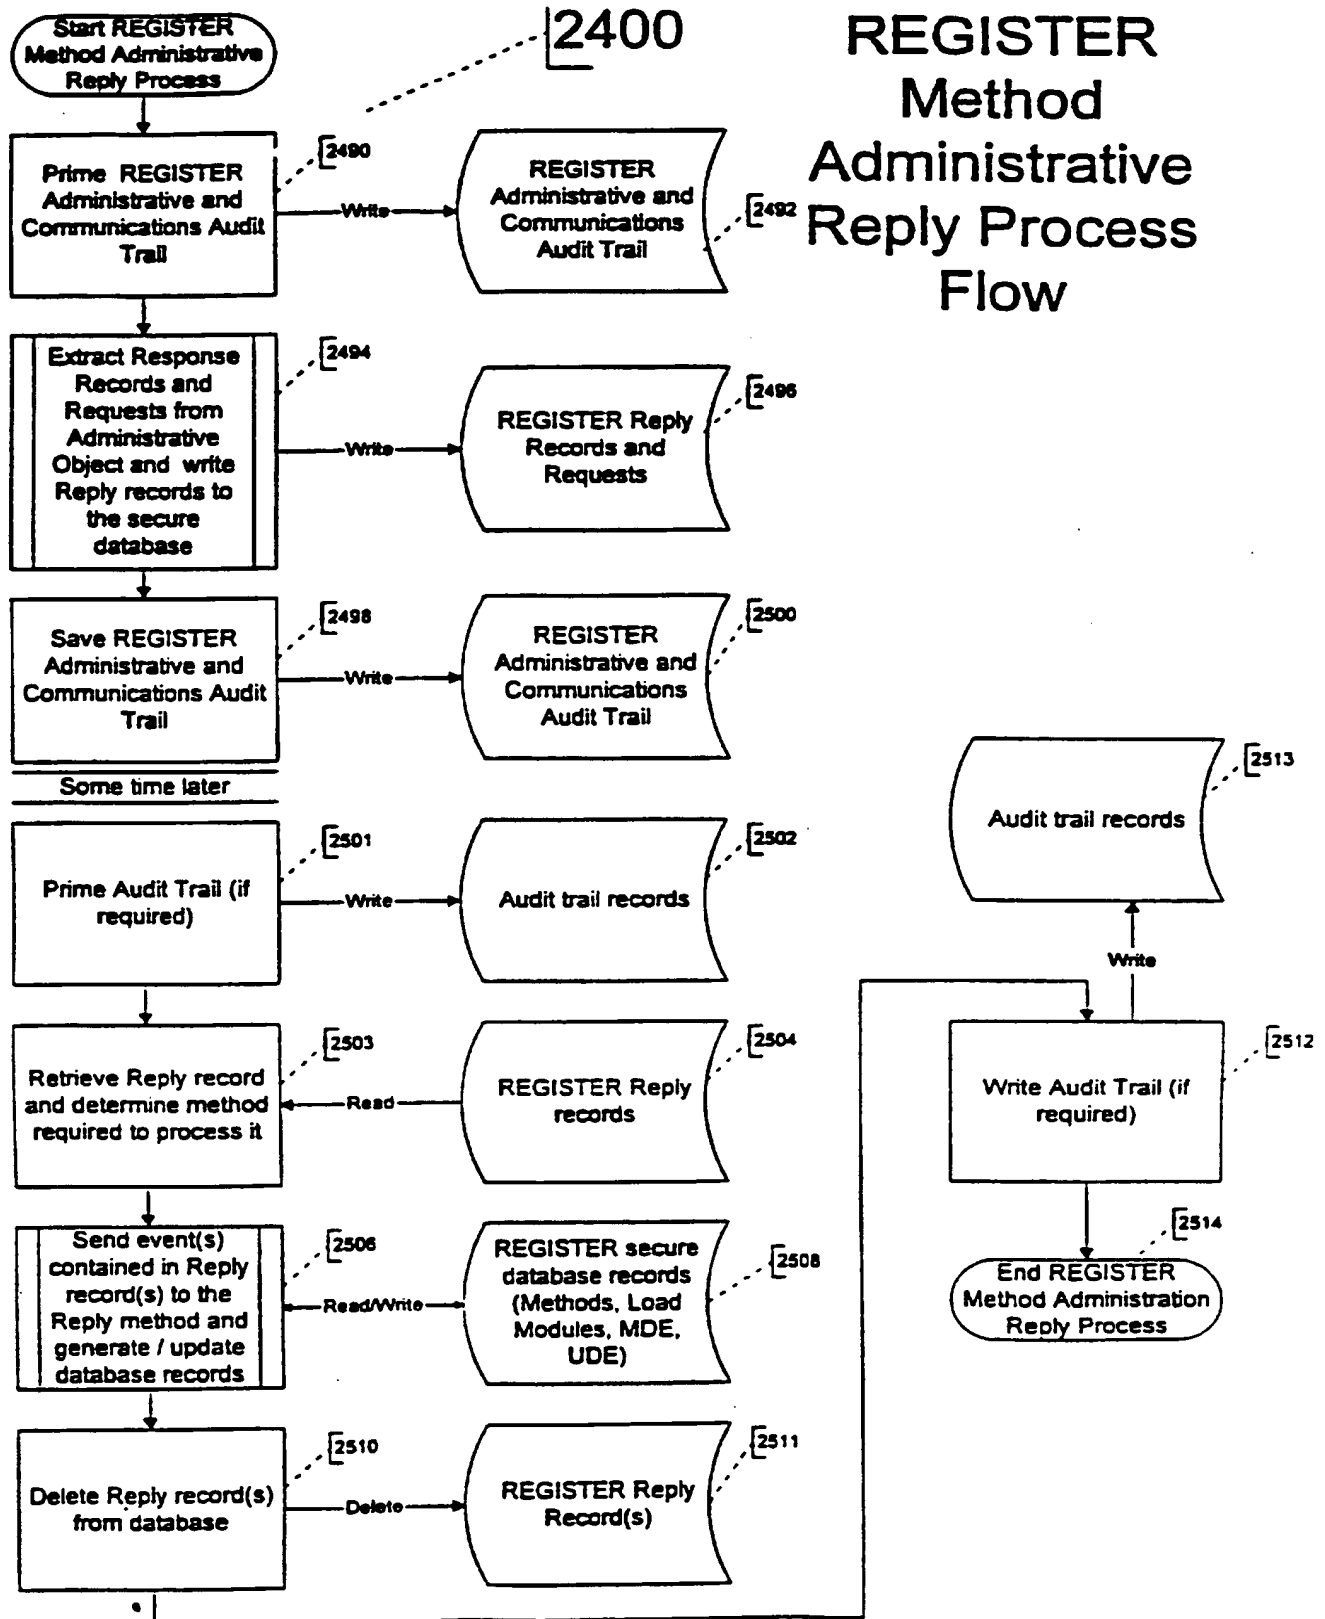 Start REGISTER
Method Administrative
Reply Process
2400
REGISTER
Method
Administrative
Reply Process
Flow
Prime REGISTER
Administrative and
Communications Audit
Trail
2490
Write
REGISTER
Administrative and
Communications
Audit Trail
2492
Extract Response
Records and
Requests from
Administrative
Object and write
Reply records to
the secure
database
2494
Write
REGISTER Reply
Records and
Requests
2496
Save REGISTER
Administrative and
Communications Audit
Trail
2498
Write
REGISTER
Administrative and
Communications
Audit Trail
2500
Some time later
Prime Audit Trail (if
required)
2501
Write
Audit trail records
2502
Retrieve Reply record
and determine method
required to process it
2503
Read
REGISTER Reply
records
2504
Send event(s)
contained in Reply
record(s) to the
Reply method and
generate / update
database records
2506
Read/Write
REGISTER secure
database records
(Methods, Load
Modules, MDE,
UDE)
2508
Delete Reply record(s)
from database
2510
Delete
REGISTER Reply
Record(s)
2511
Audit trail records
2513
Write
Write Audit Trail (if
required)
2512
2514
End REGISTER
Method Administration
Reply Process